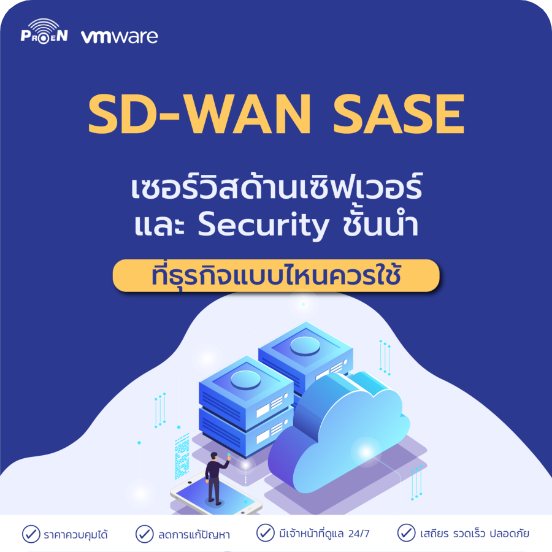 PROEN vmware
SD-WAN SASE
เซอร์วิสด้านเซิฟเวอร์
และ Security ชั้นนำ
ที่ธุรกิจแบบไหนควรใช้
ราคาควบคุมได้ ลดการแก้ปัญหา มีเจ้าหน้าที่ดูแล 24/7 เสถียร รวดเร็ว ปลอดภัย